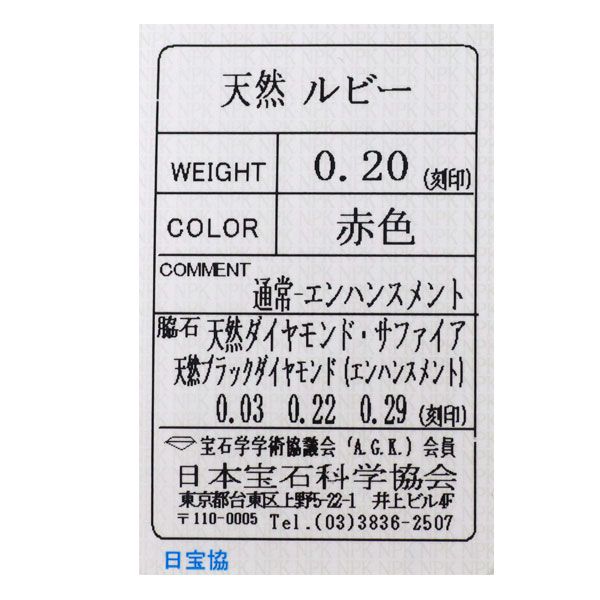 天然 ルビー
WEIGHT 0.20 (刻印)
COLOR 赤色
COMMENT
通常-エンハンスメント
脇石 天然ダイヤモンド・サファイア
天然ブラックダイヤモンド(エンハンスメント)
0.03 0.22 0.29 (刻印)
宝石学学術協議会 (A.G.K.) 会員
日本宝石科学協会
東京都台東区上野5-22-1 井上ビル4F
〒110-0005 Tel.(03)3836-2507
日宝協